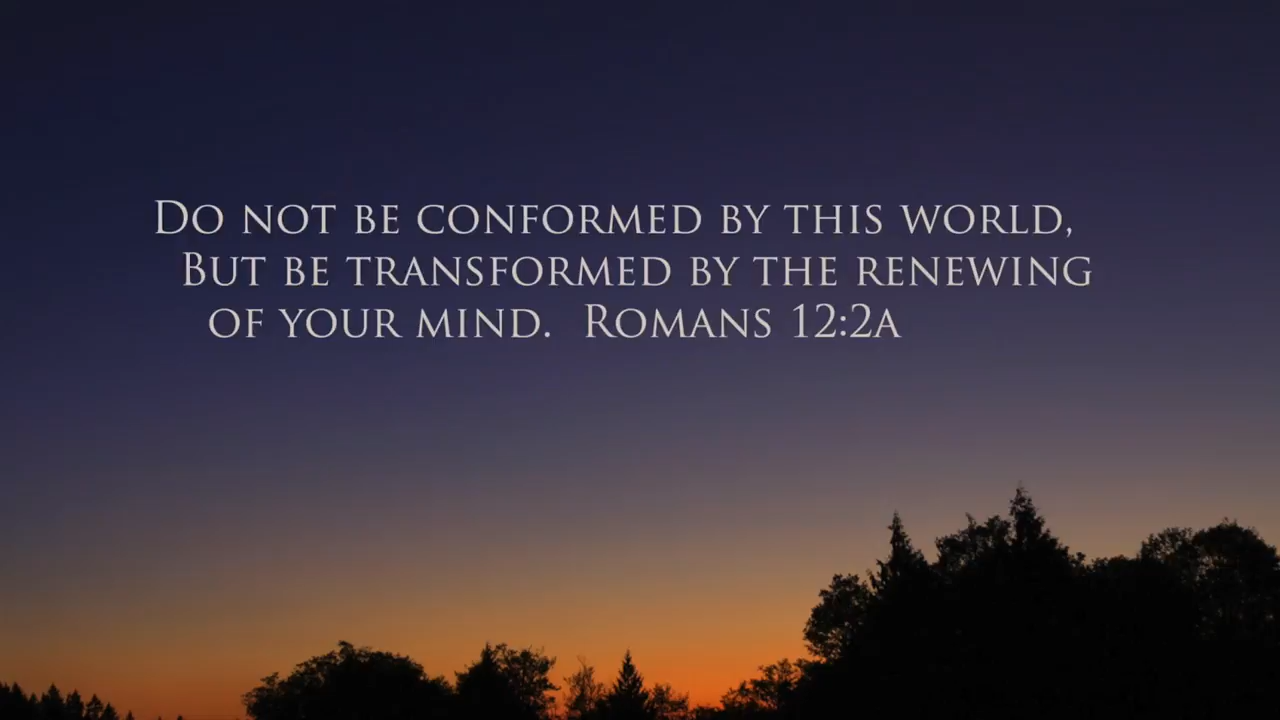 Do not be conformed by this world,
But be transformed by the renewing
of your mind.  Romans 12:2a